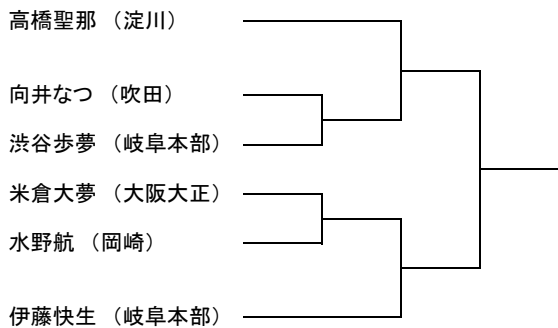 高橋聖那 （淀川）
向井なつ （吹田）
渋谷歩夢 （岐阜本部）
米倉大夢 （大阪大正）
水野航 （岡崎）
伊藤快生 （岐阜本部）